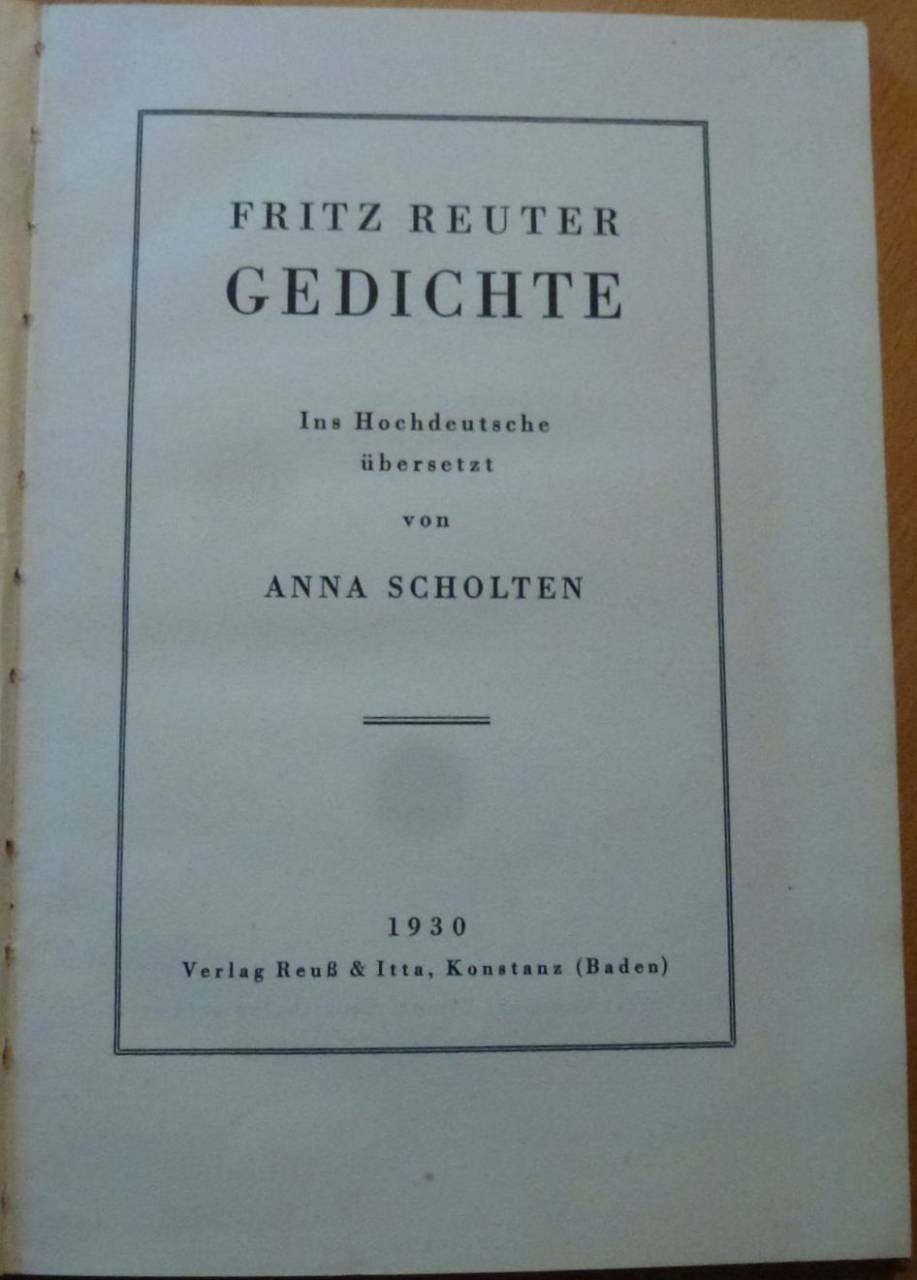 FRITZ REUTER
GEDICHTE
Ins Hochdeutsche
übersetzt
von
ANNA SCHOLTEN
1930
Verlag Reuß & Itta, Konstanz (Baden)